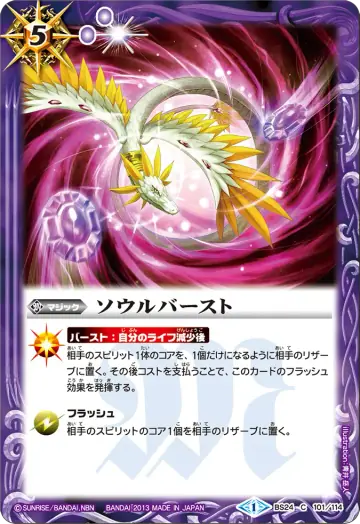 5
マジック
ソウルバースト
バースト：自分のライフ減少後
相手のスピリット1体のコアを、1個だけになるように相手のリザーブに置く。その後コストを支払うことで、このカードのフラッシュ効果を発揮する。
フラッシュ
相手のスピリットのコア1個を相手のリザーブに置く。
Illustration:青井 岳人
©SUNRISE/BANDAI,NBN BANDAI 2013 MADE IN JAPAN 1 BS24 - C 101/114